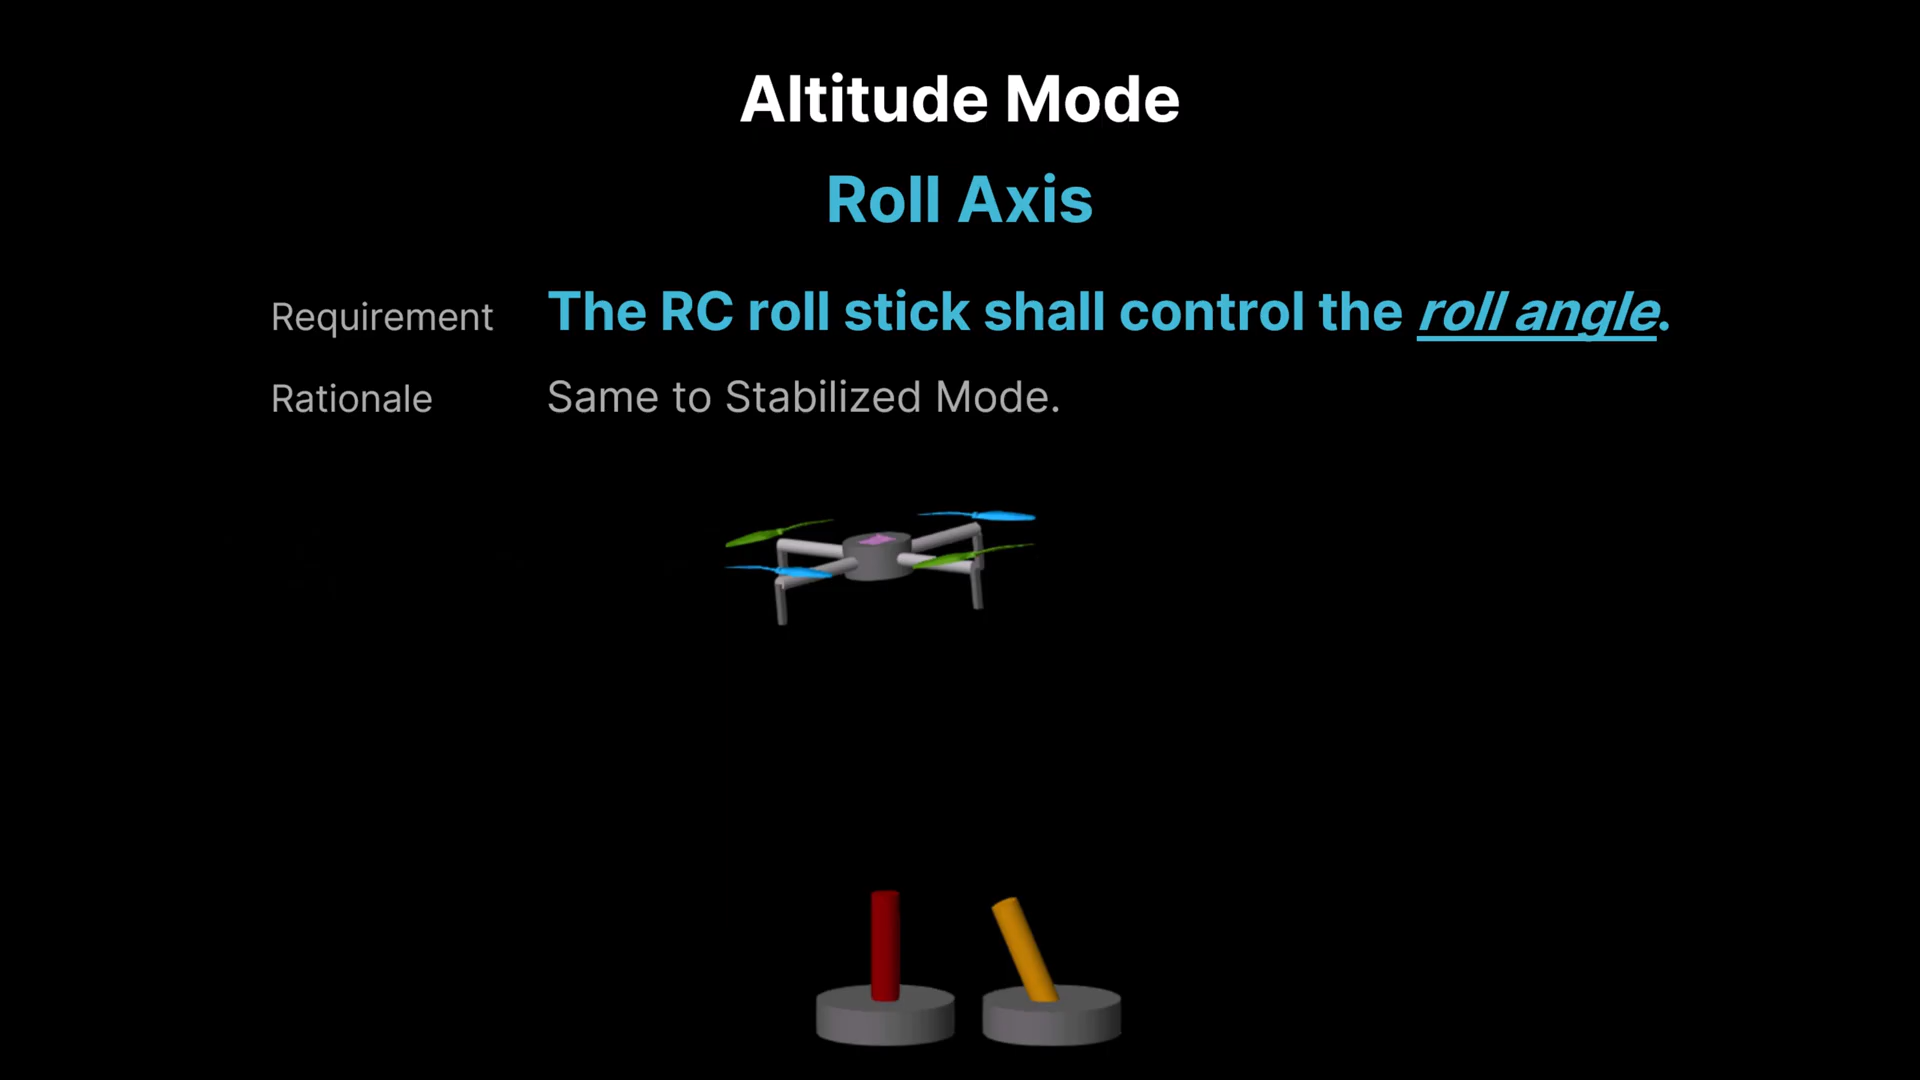 Altitude Mode
Roll Axis
Requirement The RC roll stick shall control the roll angle.
Rationale Same to Stabilized Mode.